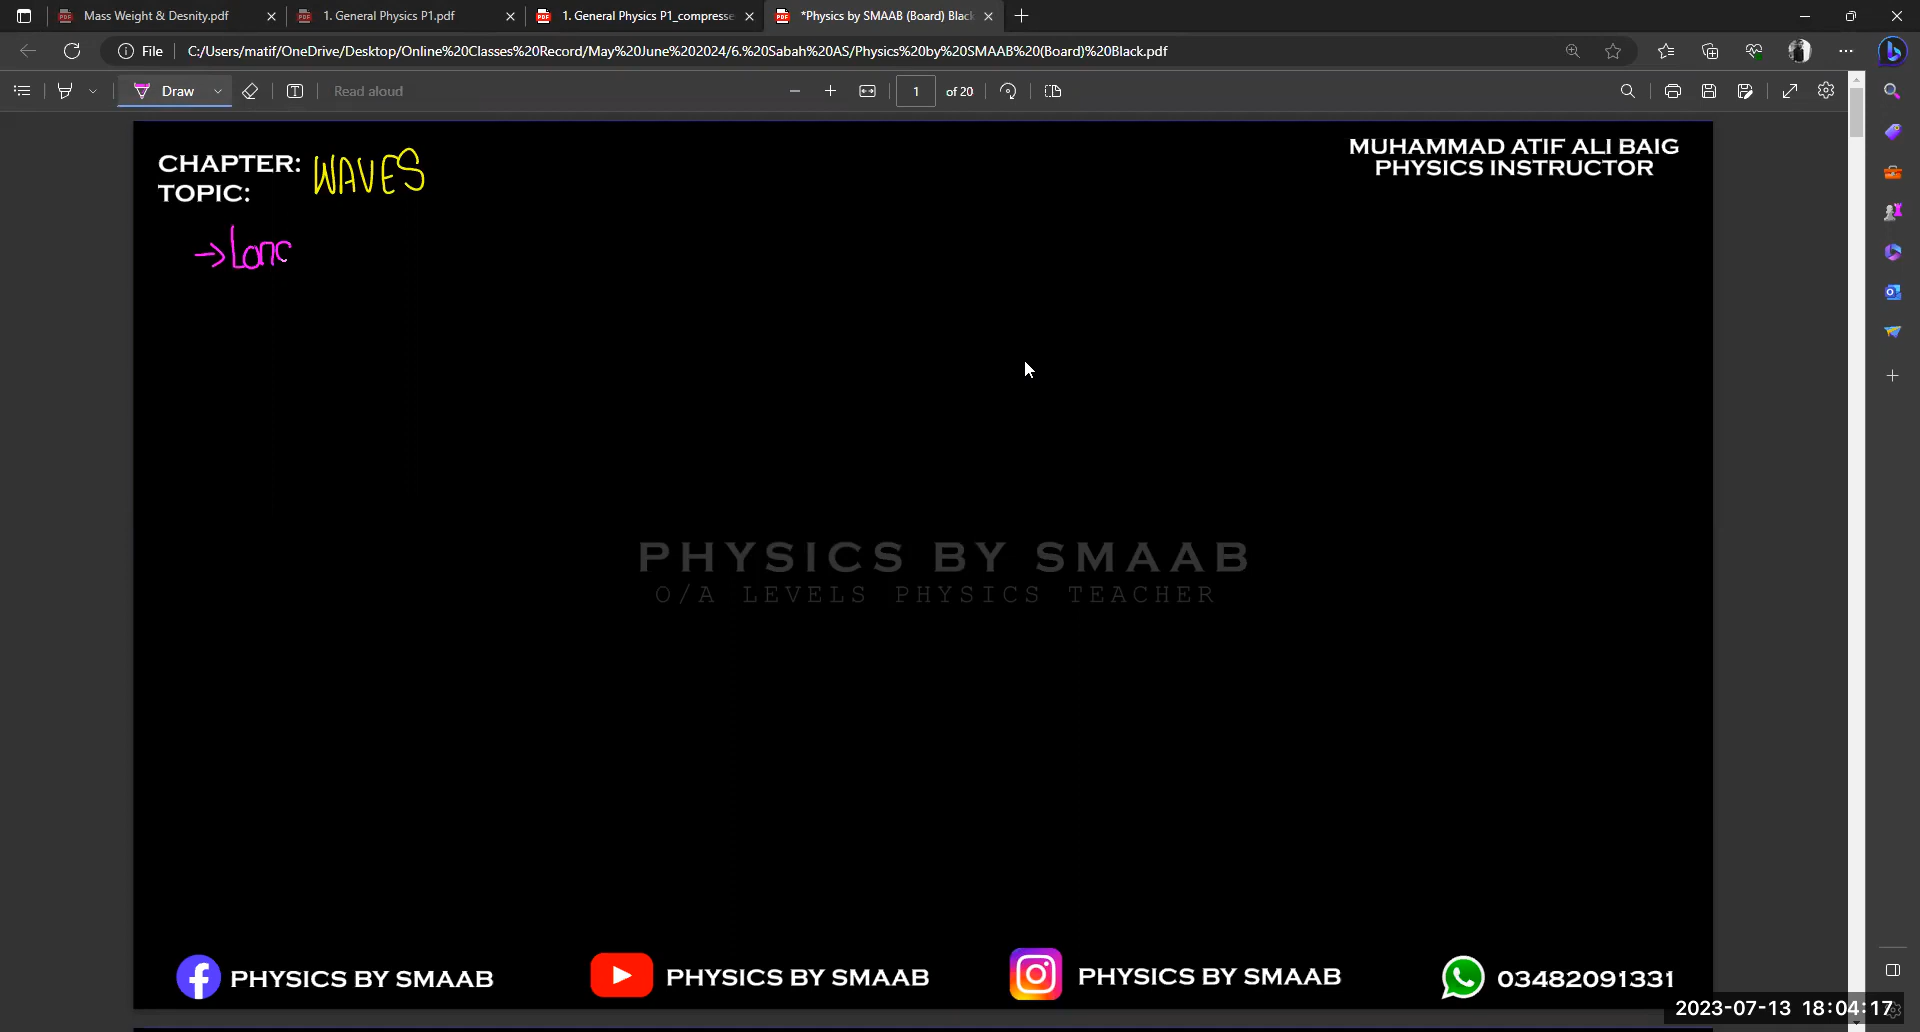 Mass Weight & Desnity.pdf
1. General Physics P1.pdf
1. General Physics P1_compresse
*Physics by SMAAB (Board) Blac
File
C:/Users/matif/OneDrive/Desktop/Online%20Classes%20Record/May%20June%202024/6.%20Sabah%20AS/Physics%20by%20SMAAB%20(Board)%20Black.pdf
Draw
Read aloud
1 of 20
CHAPTER: WAVES
TOPIC:
MUHAMMAD ATIF ALI BAIG
PHYSICS INSTRUCTOR
→Lonc
PHYSICS BY SMAAB
O/A LEVELS PHYSICS TEACHER
PHYSICS BY SMAAB
PHYSICS BY SMAAB
PHYSICS BY SMAAB
03482091331
2023-07-13 18:04:17